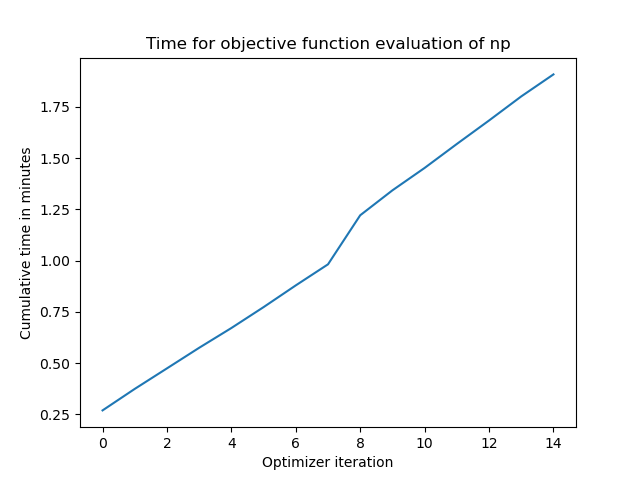 Time for objective function evaluation of np
Cumulative time in minutes
1.75
1.50
1.25
1.00
0.75
0.50
0.25
0 2 4 6 8 10 12 14
Optimizer iteration